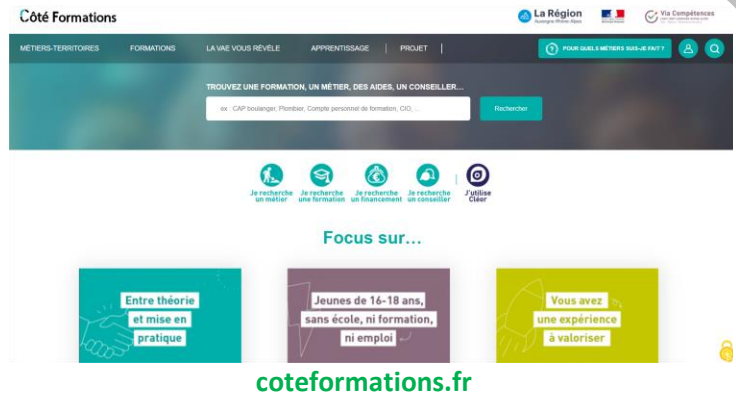 Côté Formations
La Région
Auvergne-Rhône-Alpes
Via Compétences
MÉTIERS-TERRITOIRES
FORMATIONS
LA VAE VOUS RÉVÈLE
APPRENTISSAGE
PROJET
POUR QUELS MÉTIERS SUIS-JE FAIT ?
TROUVEZ UNE FORMATION, UN MÉTIER, DES AIDES, UN CONSEILLER...
ex : CAP boulanger, Plombier, Compte personnel de formation, CIO, ...
Rechercher
Je recherche
un métier
Je recherche
une formation
Je recherche
un financement
Je recherche
un conseiller
J'utilise
Cléor
Focus sur...
Entre théorie
et mise en
pratique
Jeunes de 16-18 ans,
sans école, ni formation,
ni emploi
Vous avez
une expérience
à valoriser
coteformations.fr